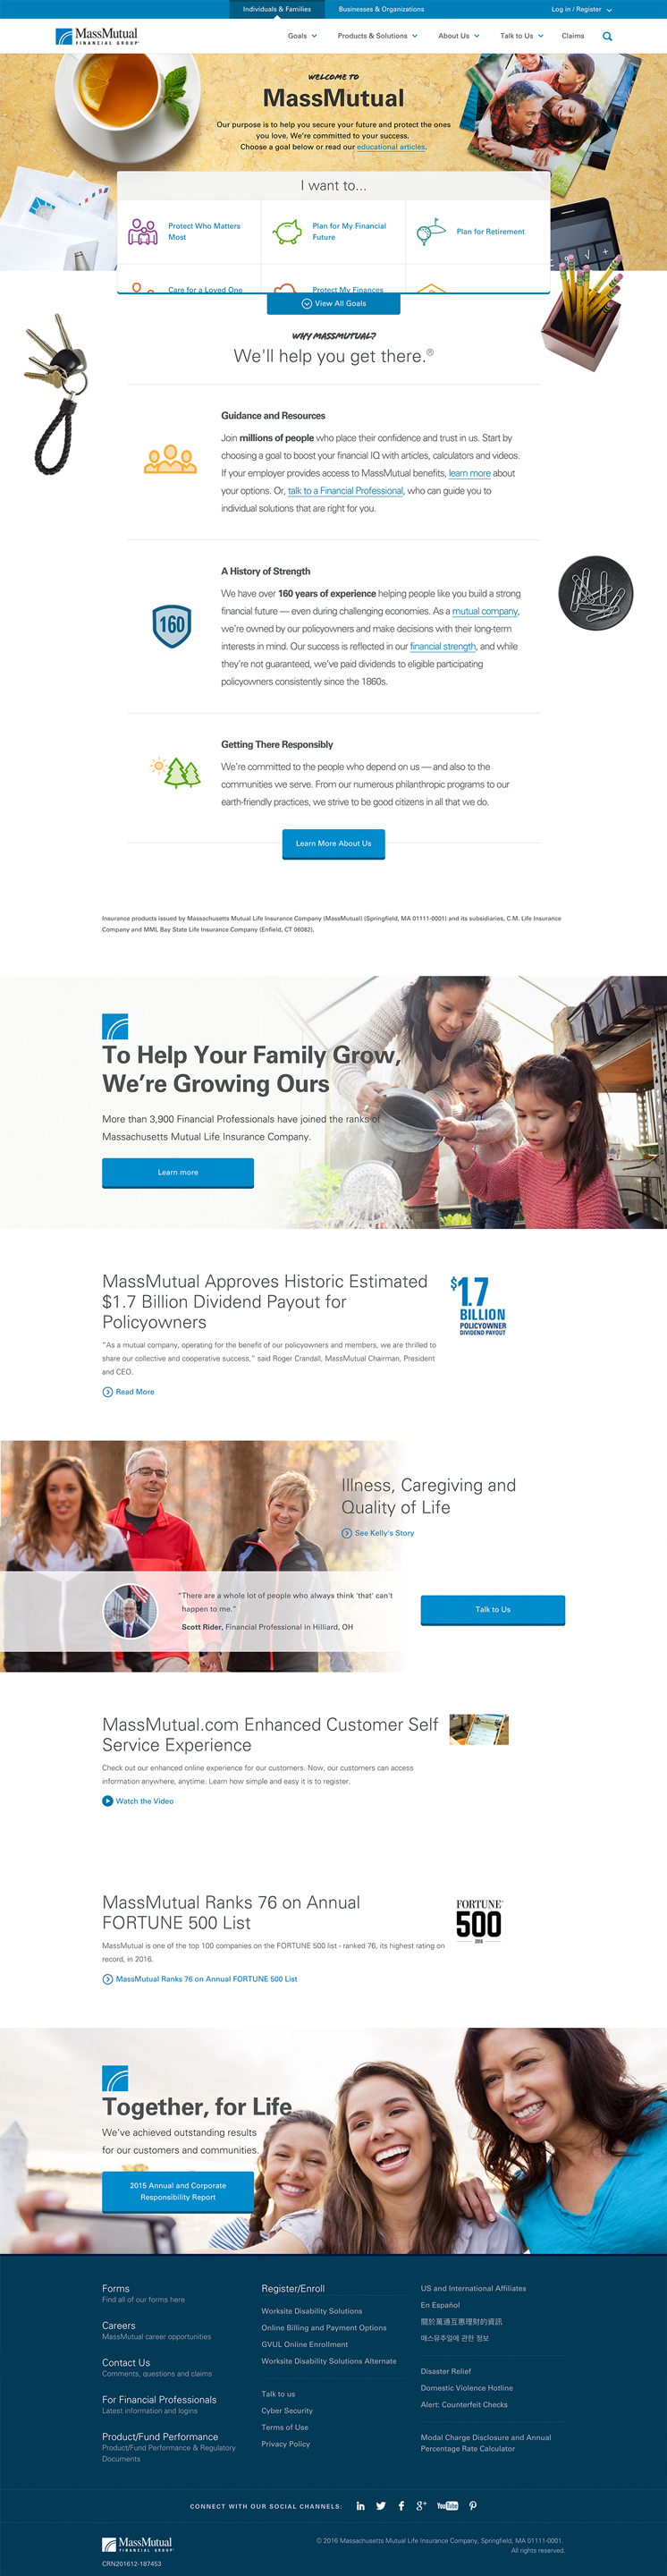 Individuals & Families
Businesses & Organizations
Log in / Register
MassMutual
FINANCIAL GROUP®
Goals
Products & Solutions
About Us
Talk to Us
Claims
WELCOME TO
MassMutual
Our purpose is to help you secure your future and protect the ones
you love. We're committed to your success.
Choose a goal below or read our educational articles.
I want to...
Protect Who Matters
Most
Plan for My Financial
Future
Plan for Retirement
Care for a Loved One
Protect My Finances
View All Goals
WHY MASSMUTUAL?
We'll help you get there.®
Guidance and Resources
Join millions of people who place their confidence and trust in us. Start by
choosing a goal to boost your financial IQ with articles, calculators and videos.
If your employer provides access to MassMutual benefits, learn more about
your options. Or, talk to a Financial Professional, who can guide you to
individual solutions that are right for you.
A History of Strength
160
We have over 160 years of experience helping people like you build a strong
financial future — even during challenging economies. As a mutual company,
we're owned by our policyowners and make decisions with their long-term
interests in mind. Our success is reflected in our financial strength, and while
they're not guaranteed, we've paid dividends to eligible participating
policyowners consistently since the 1860s.
Getting There Responsibly
We're committed to the people who depend on us — and also to the
communities we serve. From our numerous philanthropic programs to our
earth-friendly practices, we strive to be good citizens in all that we do.
Learn More About Us
Insurance products issued by Massachusetts Mutual Life Insurance Company (MassMutual) (Springfield, MA 01111-0001) and its subsidiaries, C.M. Life Insurance
Company and MML Bay State Life Insurance Company (Enfield, CT 06082).
To Help Your Family Grow,
We're Growing Ours
More than 3,900 Financial Professionals have joined the ranks of
Massachusetts Mutual Life Insurance Company.
Learn more
MassMutual Approves Historic Estimated
$1.7 Billion Dividend Payout for
Policyowners
$1.7
BILLION
POLICYOWNER
DIVIDEND PAYOUT
"As a mutual company, operating for the benefit of our policyowners and members, we are thrilled to
share our collective and cooperative success," said Roger Crandall, MassMutual Chairman, President
and CEO.
Read More
Illness, Caregiving and
Quality of Life
See Kelly's Story
"There are a whole lot of people who always think 'that' can't
happen to me."
Scott Rider, Financial Professional in Hilliard, OH
Talk to Us
MassMutual.com Enhanced Customer Self
Service Experience
Check out our enhanced online experience for our customers. Now, our customers can access
information anywhere, anytime. Learn how simple and easy it is to register.
Watch the Video
MassMutual Ranks 76 on Annual
FORTUNE 500 List
FORTUNE
500
2016
MassMutual is one of the top 100 companies on the FORTUNE 500 list - ranked 76, its highest rating on
record, in 2016.
MassMutual Ranks 76 on Annual FORTUNE 500 List
Together, for Life
We've achieved outstanding results
for our customers and communities.
2015 Annual and Corporate
Responsibility Report
Forms
Find all of our forms here
Careers
MassMutual career opportunities
Contact Us
Comments, questions and claims
For Financial Professionals
Latest information and logins
Product/Fund Performance
Product/Fund Performance & Regulatory
Documents
Register/Enroll
Worksite Disability Solutions
Online Billing and Payment Options
GVUL Online Enrollment
Worksite Disability Solutions Alternate
Talk to us
Cyber Security
Terms of Use
Privacy Policy
US and International Affiliates
En Español
關於萬通互惠理財的資訊
매스뮤추얼에 관한 정보
Disaster Relief
Domestic Violence Hotline
Alert: Counterfeit Checks
Modal Charge Disclosure and Annual
Percentage Rate Calculator
CONNECT WITH OUR SOCIAL CHANNELS:
in
f
g+
YouTube
MassMutual
FINANCIAL GROUP®
CRN201612-187453
© 2016 Massachusetts Mutual Life Insurance Company, Springfield, MA 01111-0001.
All rights reserved.